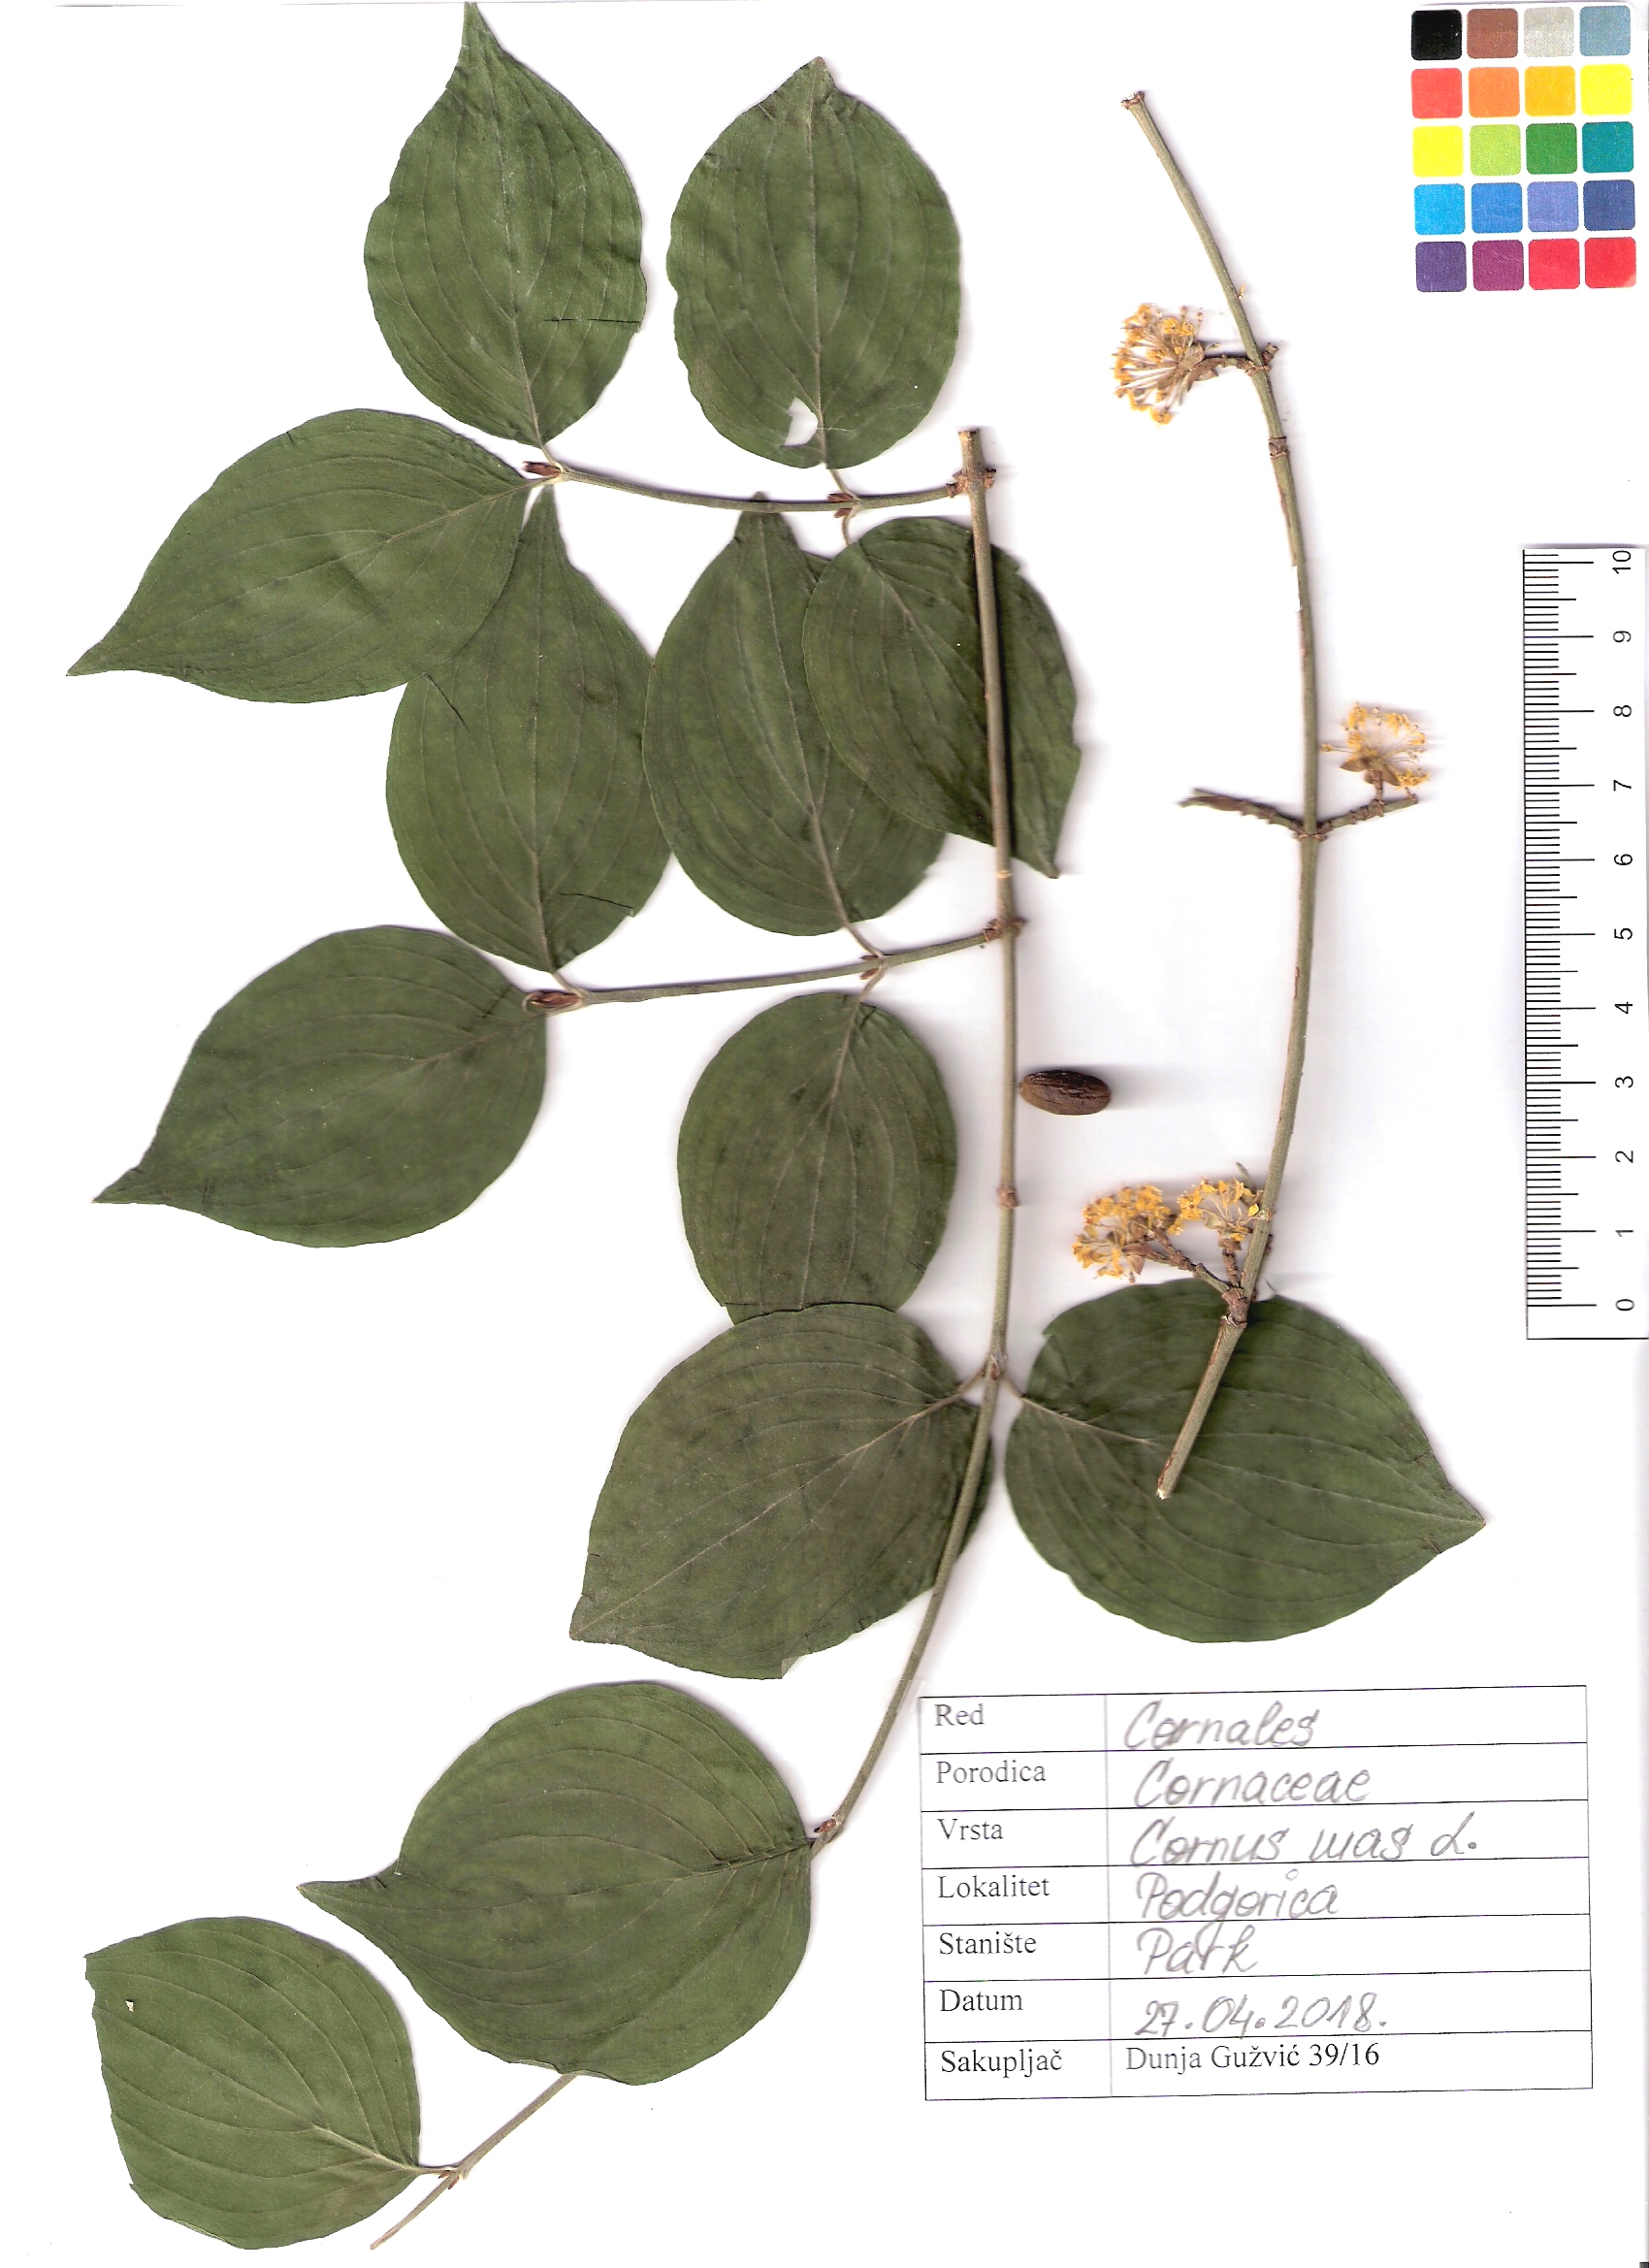 10
9
8
7
6
5
4
3
2
1
0
Red Cornales
Porodica Cornaceae
Vrsta Cornus mas L.
Lokalitet Podgorica
Stanište Park
Datum 27.04.2018.
Sakupljač Dunja Gužvić 39/16